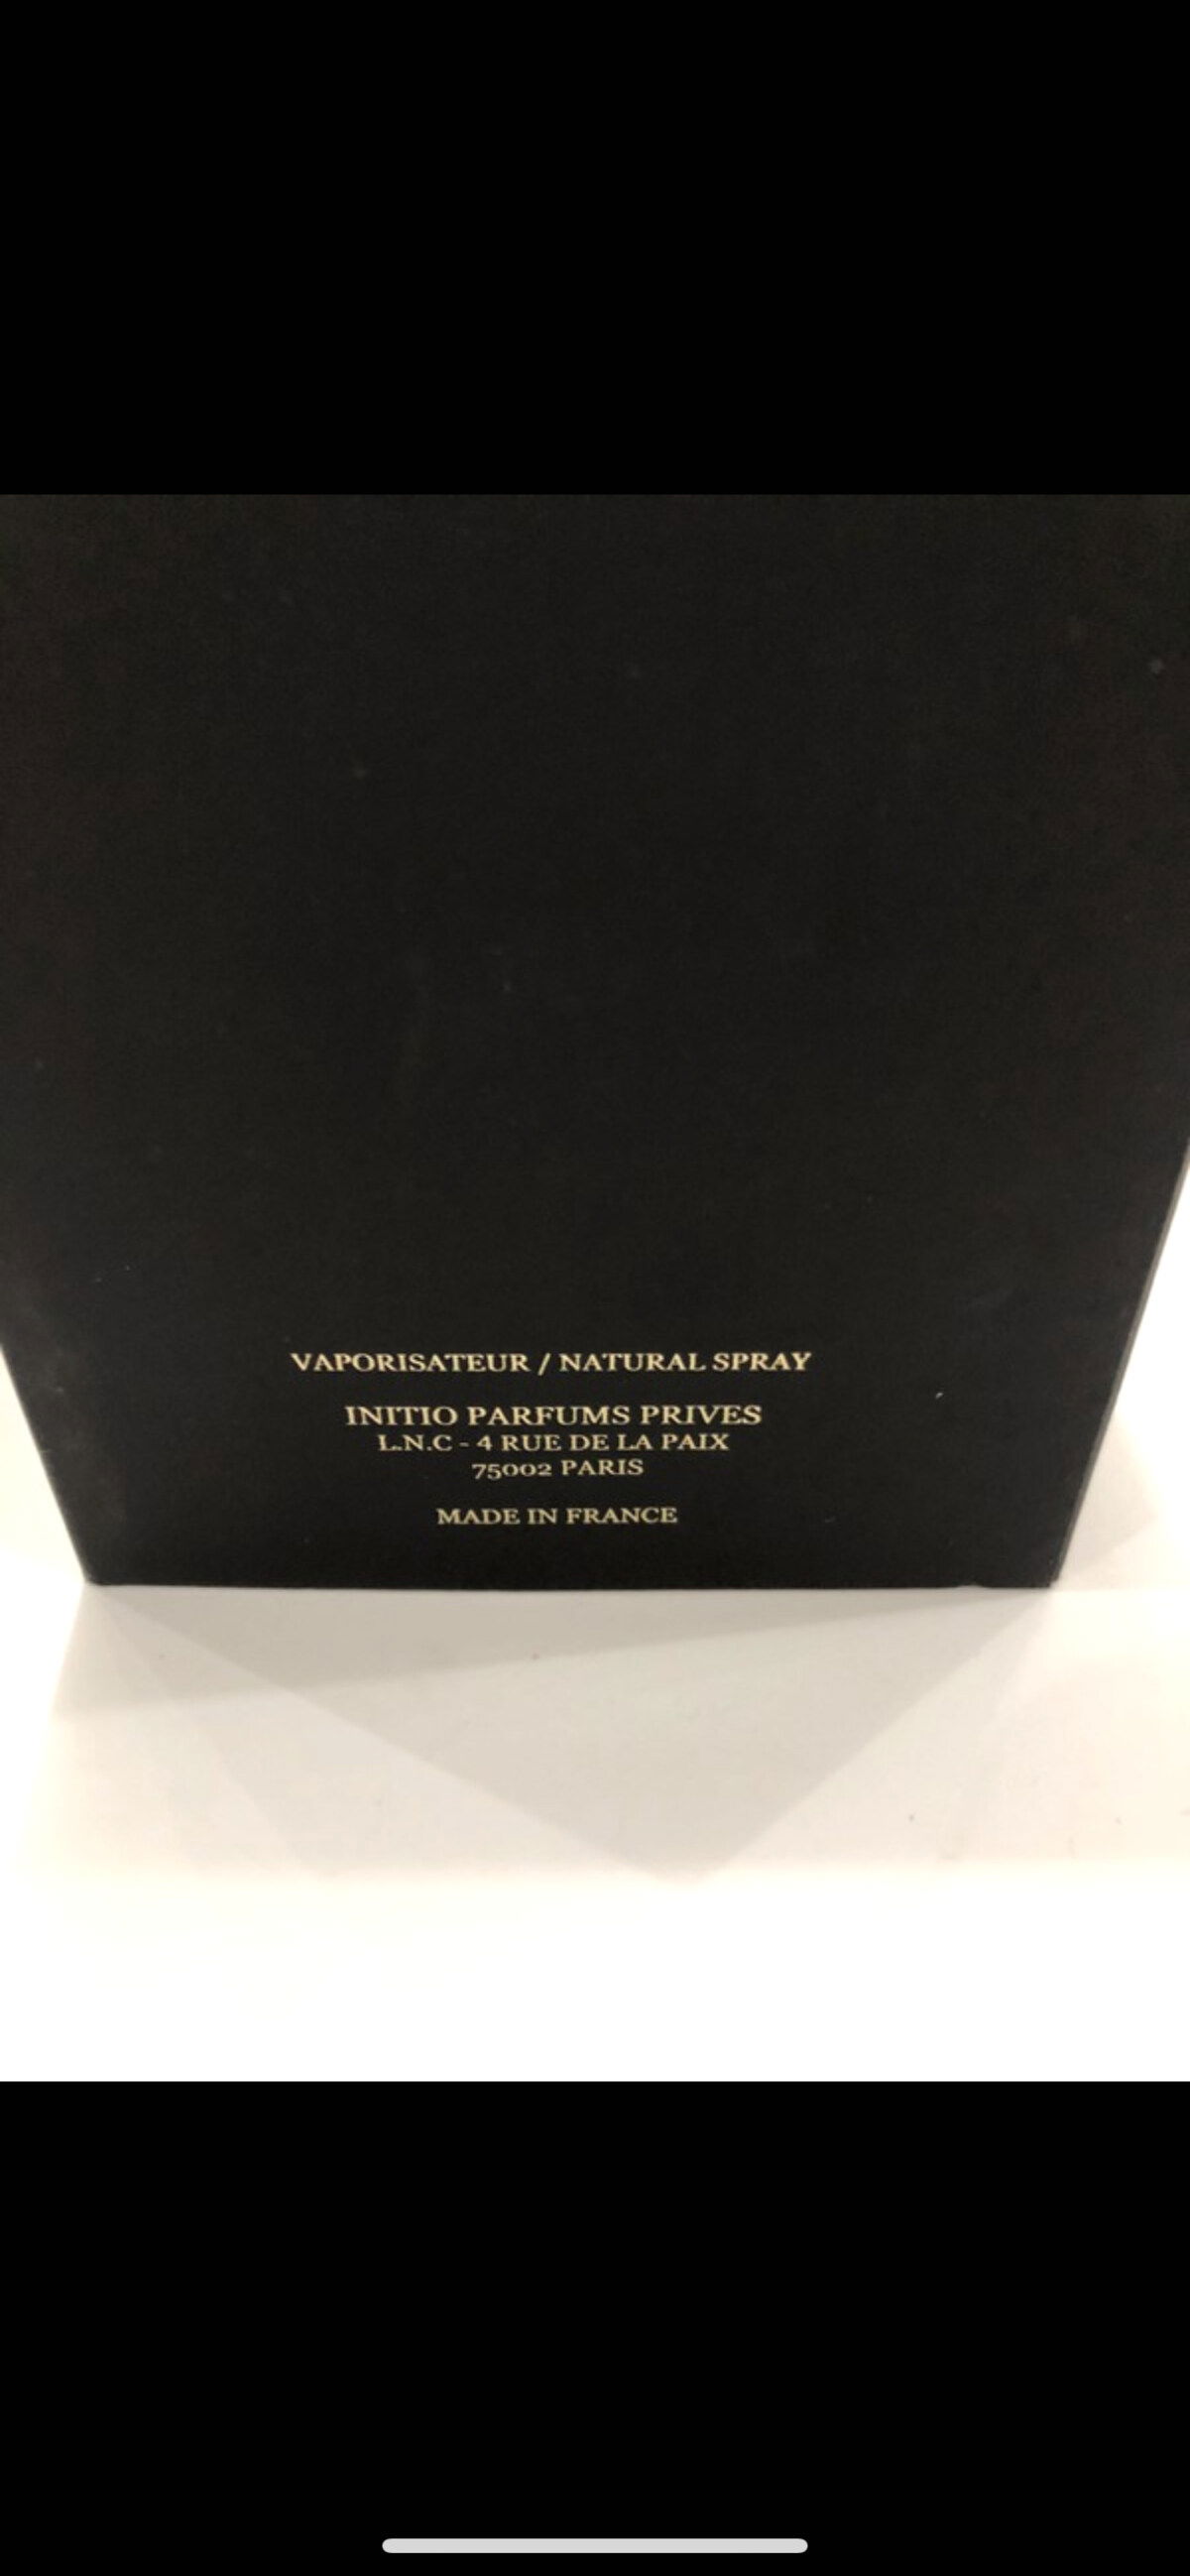 VAPORISATEUR / NATURAL SPRAY
INITIO PARFUMS PRIVES
L.N.C - 4 RUE DE LA PAIX
75002 PARIS
MADE IN FRANCE